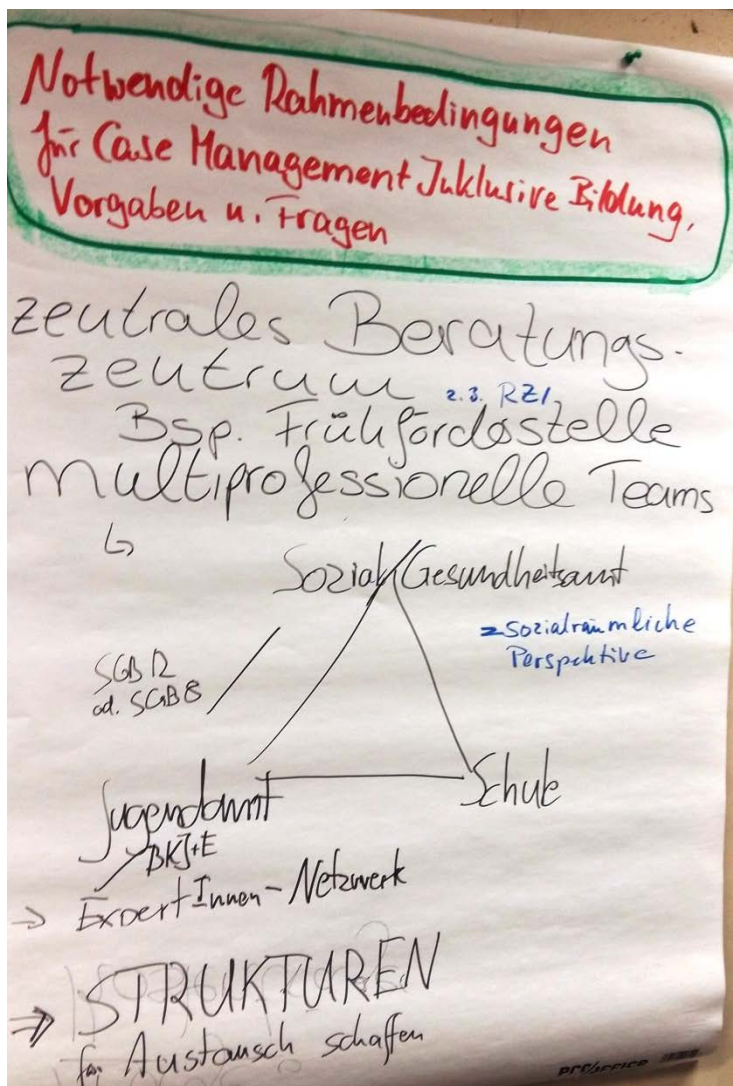 Notwendige Rahmenbedingungen
für Case Management Inklusive Bildung,
Vorgaben u. Fragen
zentrales Beratungs-
zentrum
z.B. RZI,
Bsp. Frühförderstelle
multiprofessionelle Teams
↳
Sozial/Gesundheitsamt
→ sozialräumliche
Perspektive
SGB 12
od. SGB 8
Jugendamt
Schule
BKJ+E
→ ExpertInnen-Netzwerk
⇒ STRUKTUREN
für Austausch schaffen